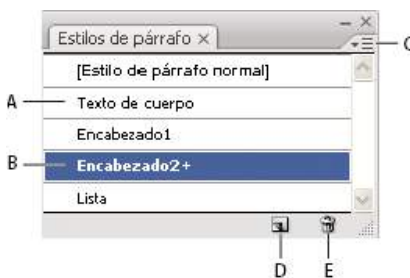 Estilos de párrafo ×
C
[Estilo de párrafo normal]
A
Texto de cuerpo
Encabezado1
B
Encabezado2+
Lista
D
E